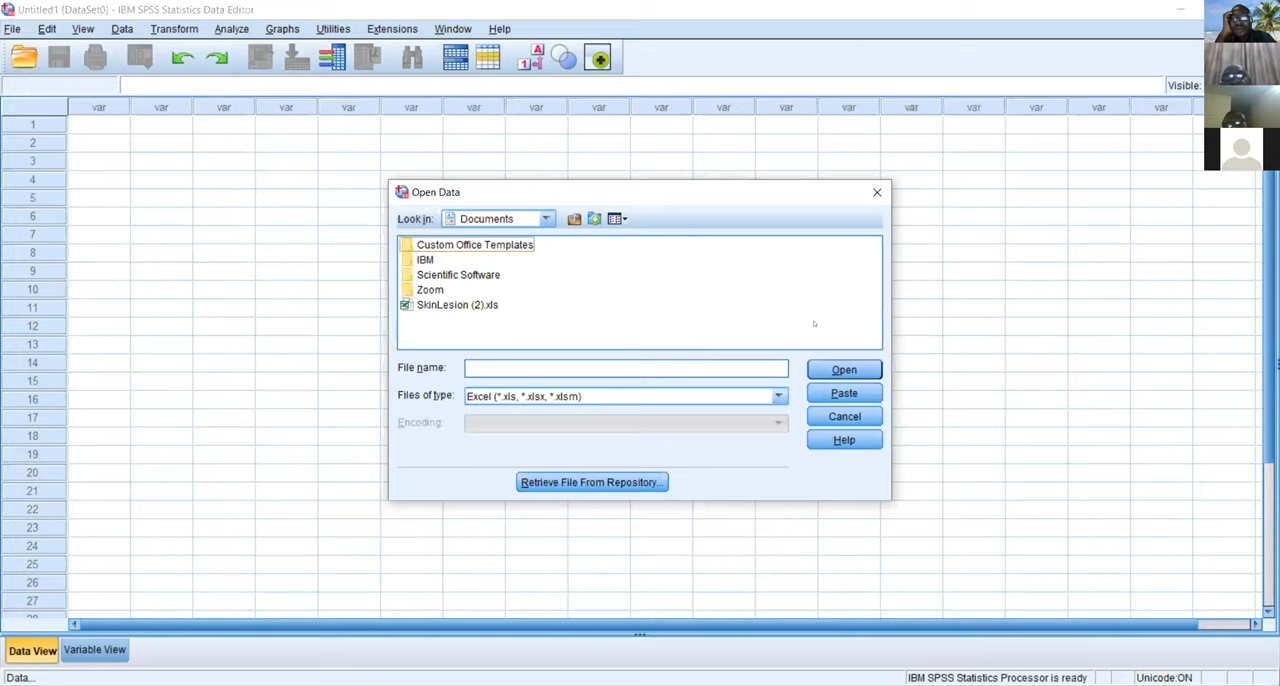 Untitled1 [DataSet0] - IBM SPSS Statistics Data Editor
File Edit View Data Transform Analyze Graphs Utilities Extensions Window Help
A
1
Visible:
var var var var var var var var var var var var var var var var var var
1
2
3
4
5
6
7
8
9
10
11
12
13
14
15
16
17
18
19
20
21
22
23
24
25
26
27
28
Open Data
Look in: Documents
Custom Office Templates
IBM
Scientific Software
Zoom
SkinLesion (2).xls
File name: Open
Files of type: Excel (*.xls, *.xlsx, *.xlsm) Paste
Encoding: Cancel
Help
Retrieve File From Repository...
Data View Variable View
Data... IBM SPSS Statistics Processor is ready Unicode:ON